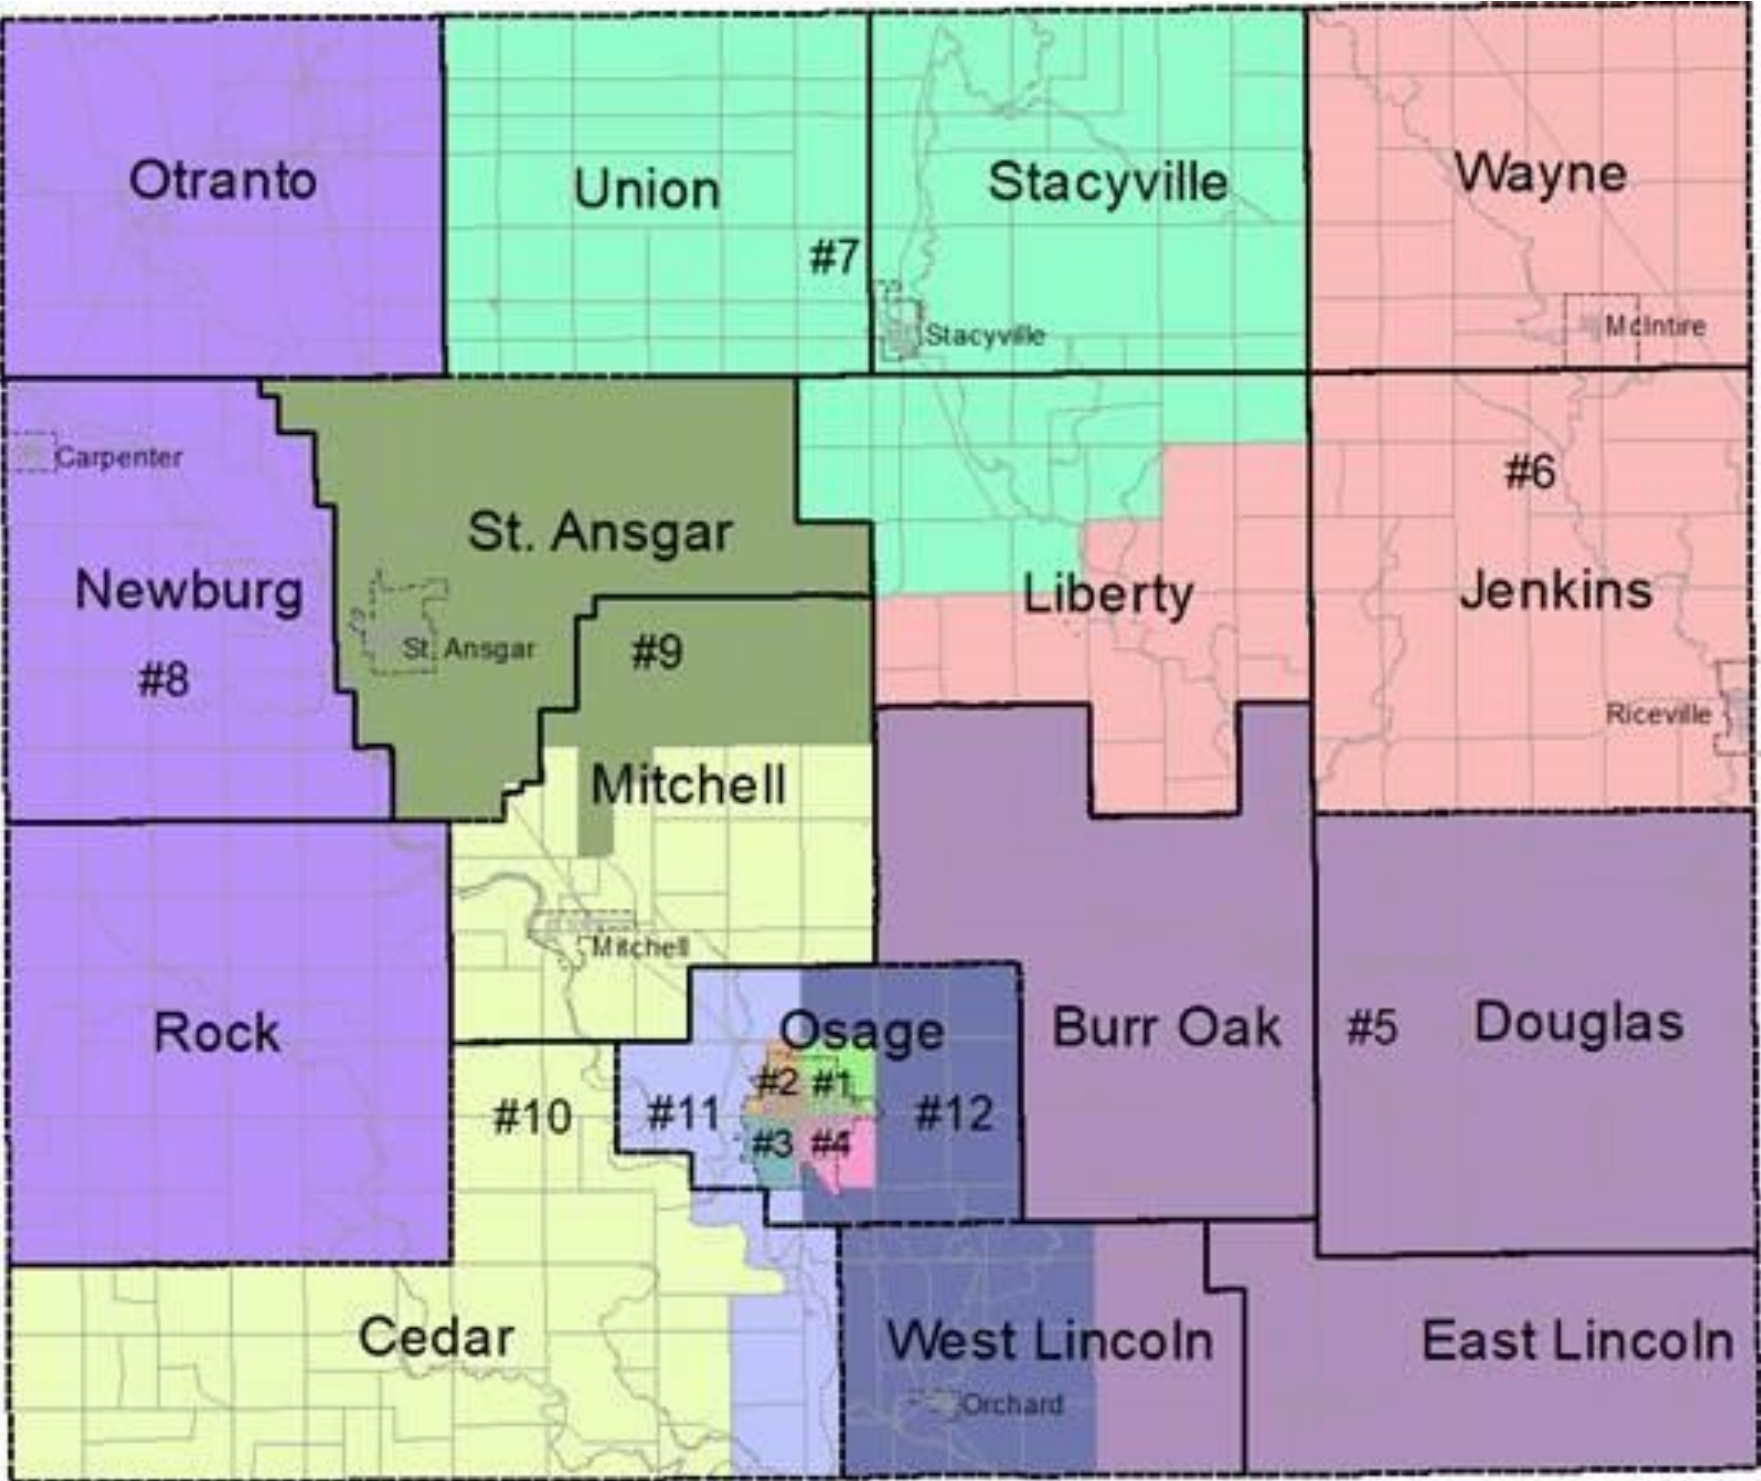 Otranto
Union
Stacyville
Wayne
#7
Stacyville
McIntire
Carpenter
#6
St. Ansgar
Newburg
Liberty
Jenkins
St. Ansgar
#9
#8
Riceville
Mitchell
Mitchell
Rock
Osage
Burr Oak
#5
Douglas
#2
#1
#10
#11
#12
#3
#4
Cedar
West Lincoln
East Lincoln
Orchard